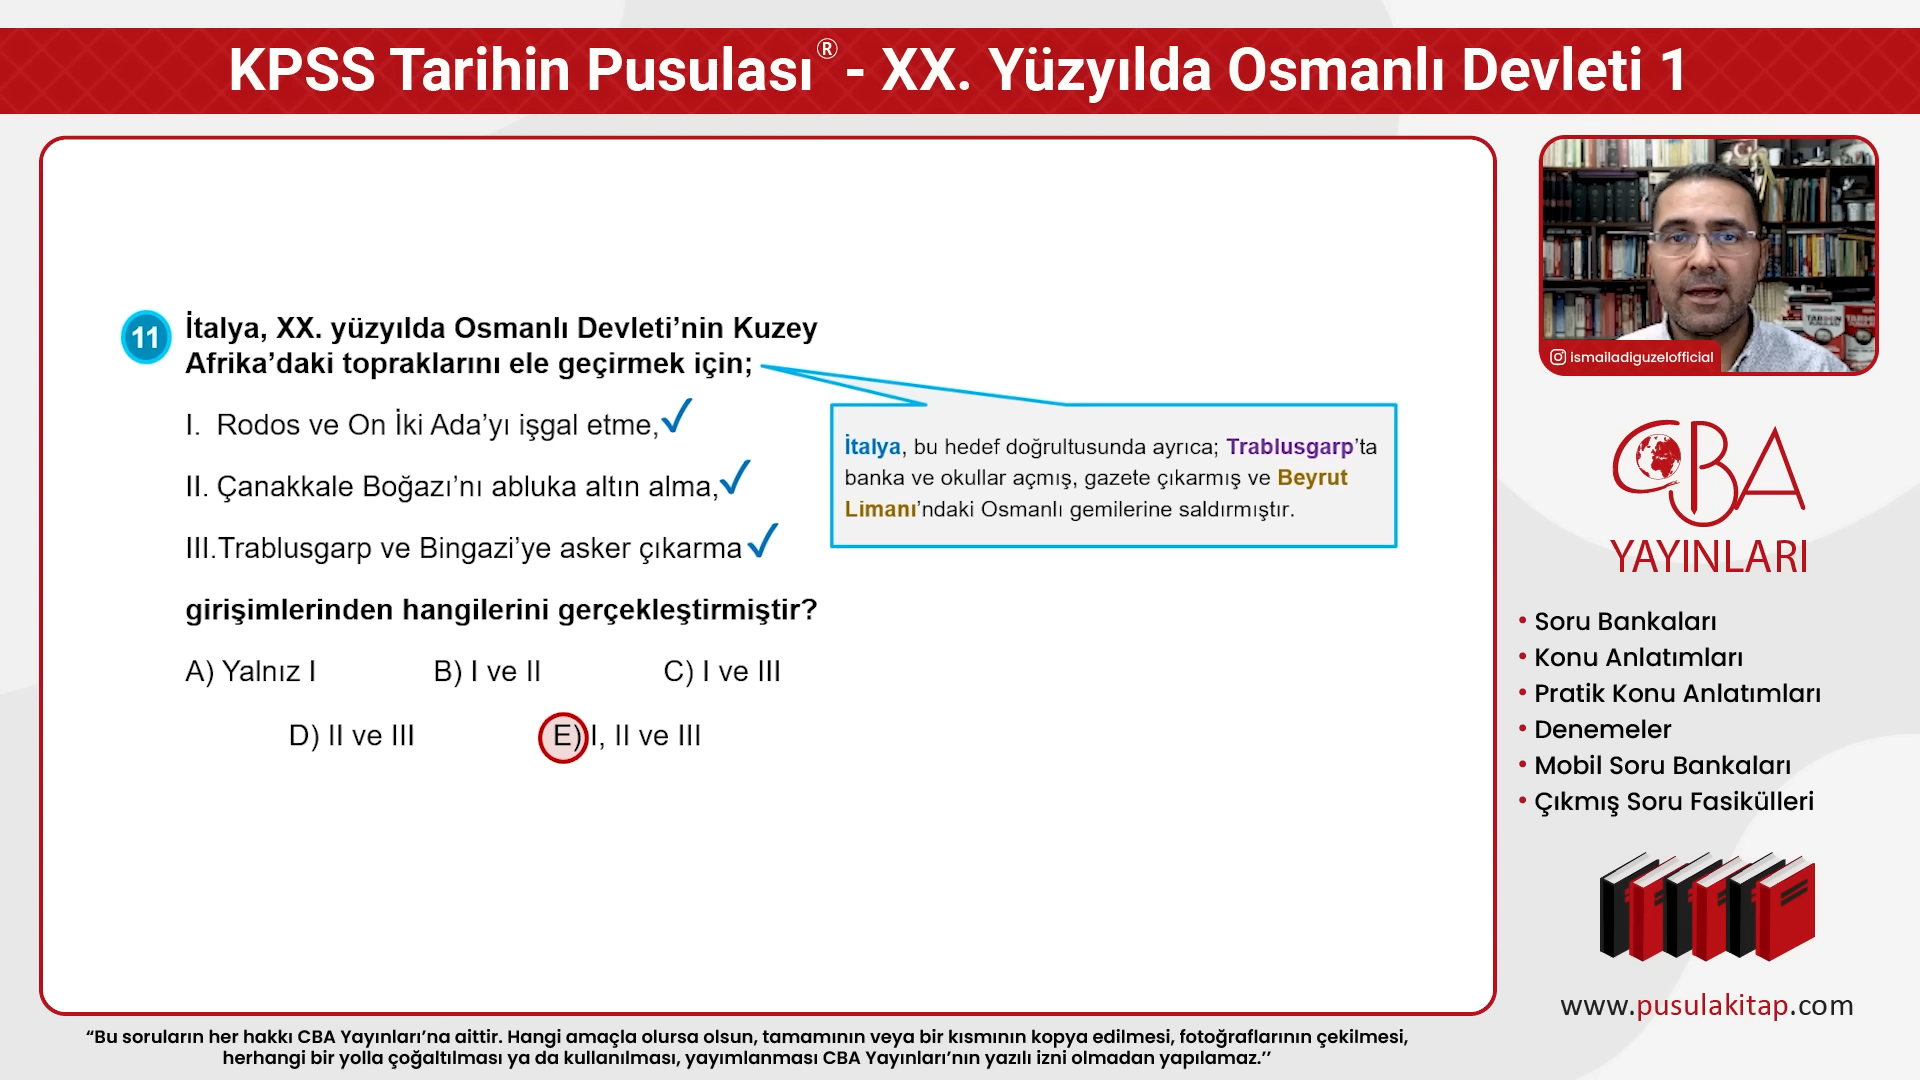 KPSS Tarihin Pusulası® - XX. Yüzyılda Osmanlı Devleti 1
11
İtalya, XX. yüzyılda Osmanlı Devleti’nin Kuzey
Afrika’daki topraklarını ele geçirmek için;
I. Rodos ve On İki Ada’yı işgal etme,
II. Çanakkale Boğazı’nı abluka altın alma,
III.Trablusgarp ve Bingazi’ye asker çıkarma
girişimlerinden hangilerini gerçekleştirmiştir?
A) Yalnız I B) I ve II C) I ve III
D) II ve III E) I, II ve III
İtalya, bu hedef doğrultusunda ayrıca; Trablusgarp’ta
banka ve okullar açmış, gazete çıkarmış ve Beyrut
Limanı’ndaki Osmanlı gemilerine saldırmıştır.
ismailadiguzelofficial
CBA
YAYINLARI
• Soru Bankaları
• Konu Anlatımları
• Pratik Konu Anlatımları
• Denemeler
• Mobil Soru Bankaları
• Çıkmış Soru Fasikülleri
www.pusulakitap.com
“Bu soruların her hakkı CBA Yayınları’na aittir. Hangi amaçla olursa olsun, tamamının veya bir kısmının kopya edilmesi, fotoğraflarının çekilmesi,
herhangi bir yolla çoğaltılması ya da kullanılması, yayımlanması CBA Yayınları’nın yazılı izni olmadan yapılamaz.’’